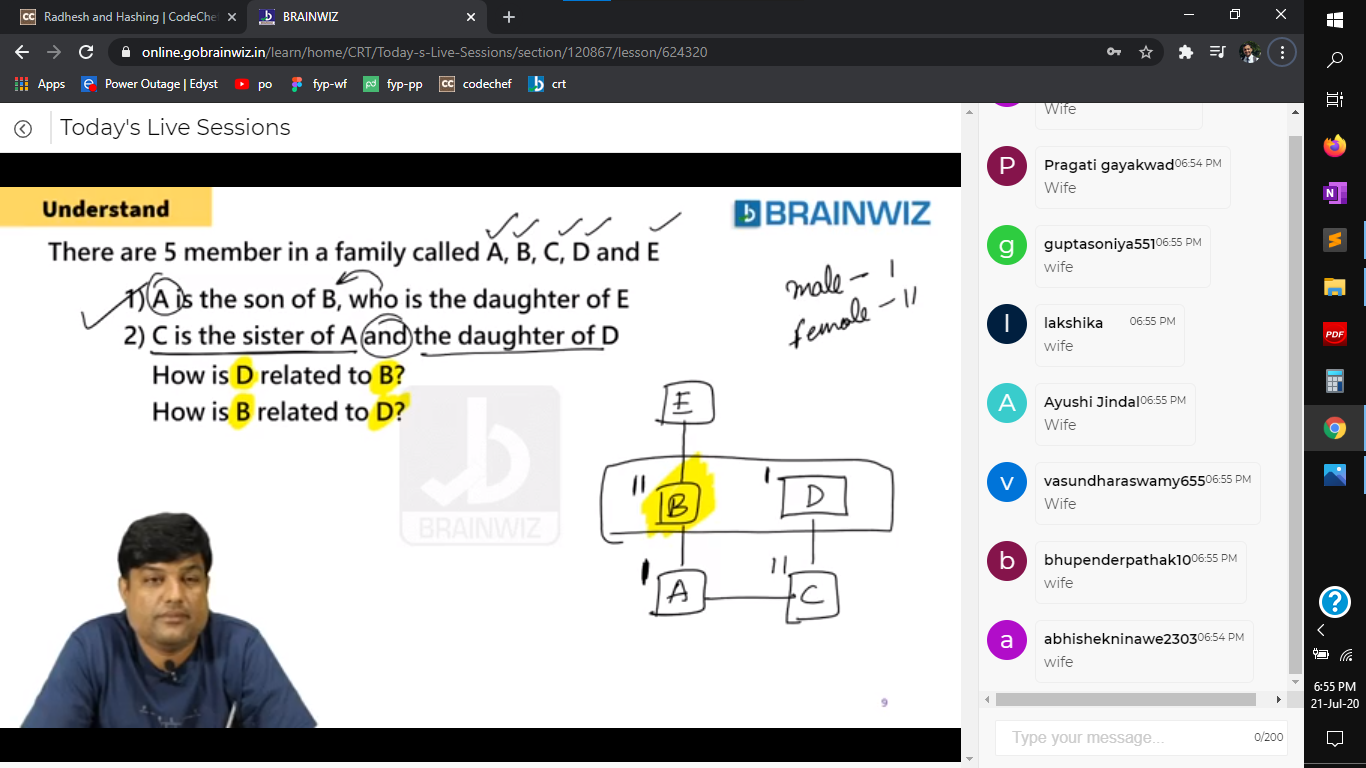 Radhesh and Hashing | CodeChe
BRAINWIZ
online.gobrainwiz.in/learn/home/CRT/Today-s-Live-Sessions/section/120867/lesson/624320
Apps
Power Outage | Edyst
po
fyp-wf
fyp-pp
codechef
crt
Today's Live Sessions
Understand
BRAINWIZ
There are 5 member in a family called A, B, C, D and E
1) A is the son of B, who is the daughter of E
2) C is the sister of A and the daughter of D
How is D related to B?
How is B related to D?
male - I
female - II
E
II B
I D
I A
II C
BRAINWIZ
9
Wife
P
Pragati gayakwad 06:54 PM
Wife
g
guptasoniya551 06:55 PM
wife
l
lakshika 06:55 PM
wife
A
Ayushi Jindal 06:55 PM
Wife
v
vasundharaswamy655 06:55 PM
Wife
b
bhupenderpathak10 06:55 PM
wife
a
abhishekninawe2303 06:54 PM
wife
Type your message...
0/200
PDF
6:55 PM
21-Jul-20